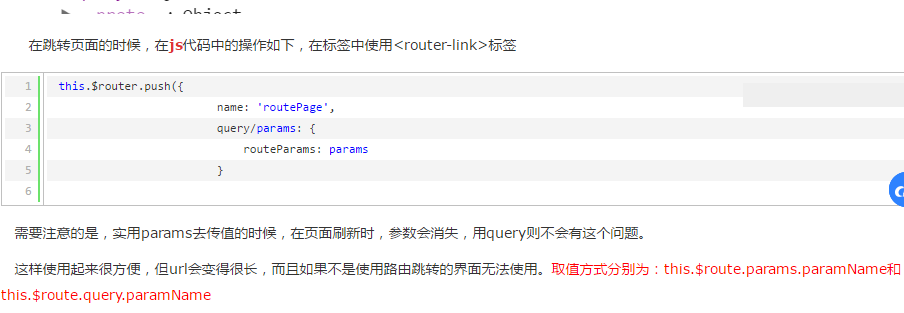 在跳转页面的时候，在js代码中的操作如下，在标签中使用<router-link>标签
1 this.$router.push({
2 name: 'routePage',
3 query/params: {
4 routeParams: params
5 }
6
需要注意的是，实用params去传值的时候，在页面刷新时，参数会消失，用query则不会有这个问题。
这样使用起来很方便，但url会变得很长，而且如果不是使用路由跳转的界面无法使用。取值方式分别为：this.$route.params.paramName和
this.$route.query.paramName